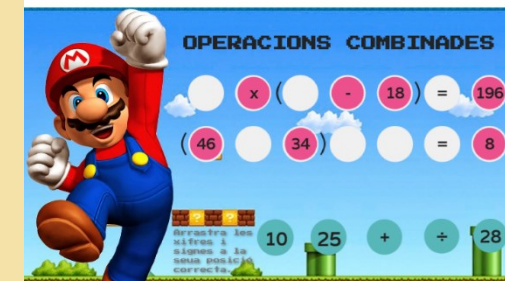 M
OPERACIONS COMBINADES
x ( - 18 ) = 196
( 46 34 ) = 8
? ?
Arrastra les
xifres i
signes a la
seua posició
correcta.
10 25 + ÷ 28